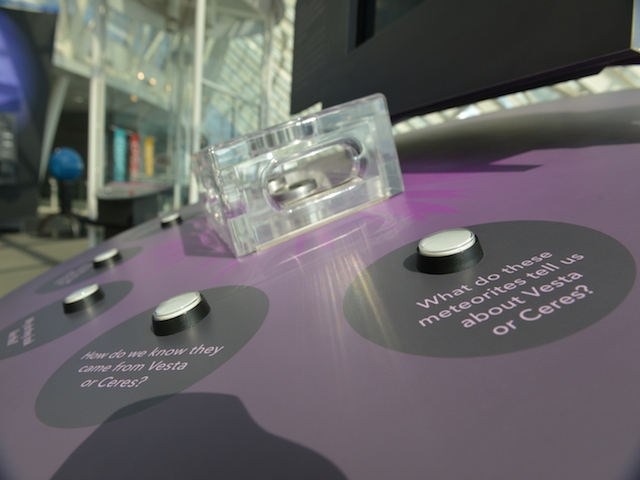 How do we know they
came from Vesta
or Ceres?
What do these
meteorites tell us
about Vesta
or Ceres?